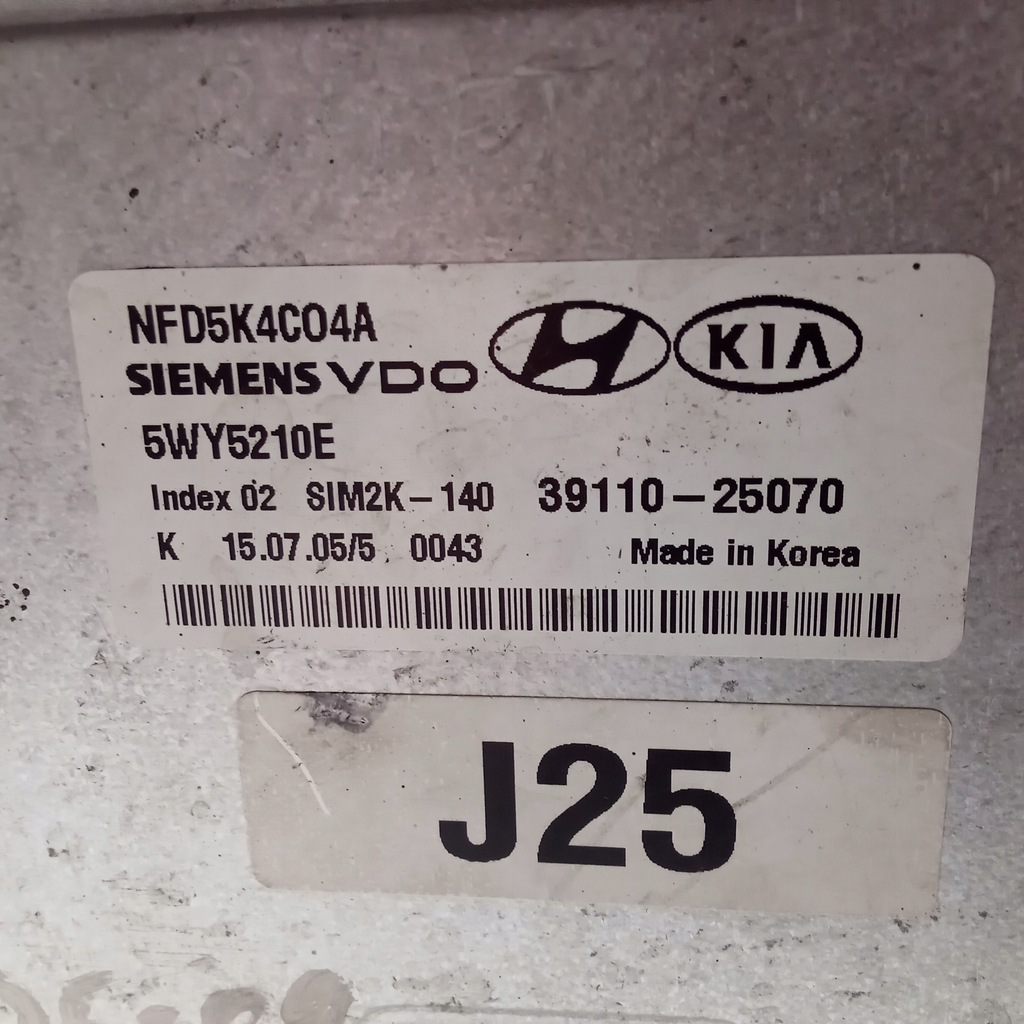 NFD5K4C04A
SIEMENS VDO KIA
5WY5210E
Index 02 SIM2K-140 39110-25070
K 15.07.05/5 0043 Made in Korea
J25